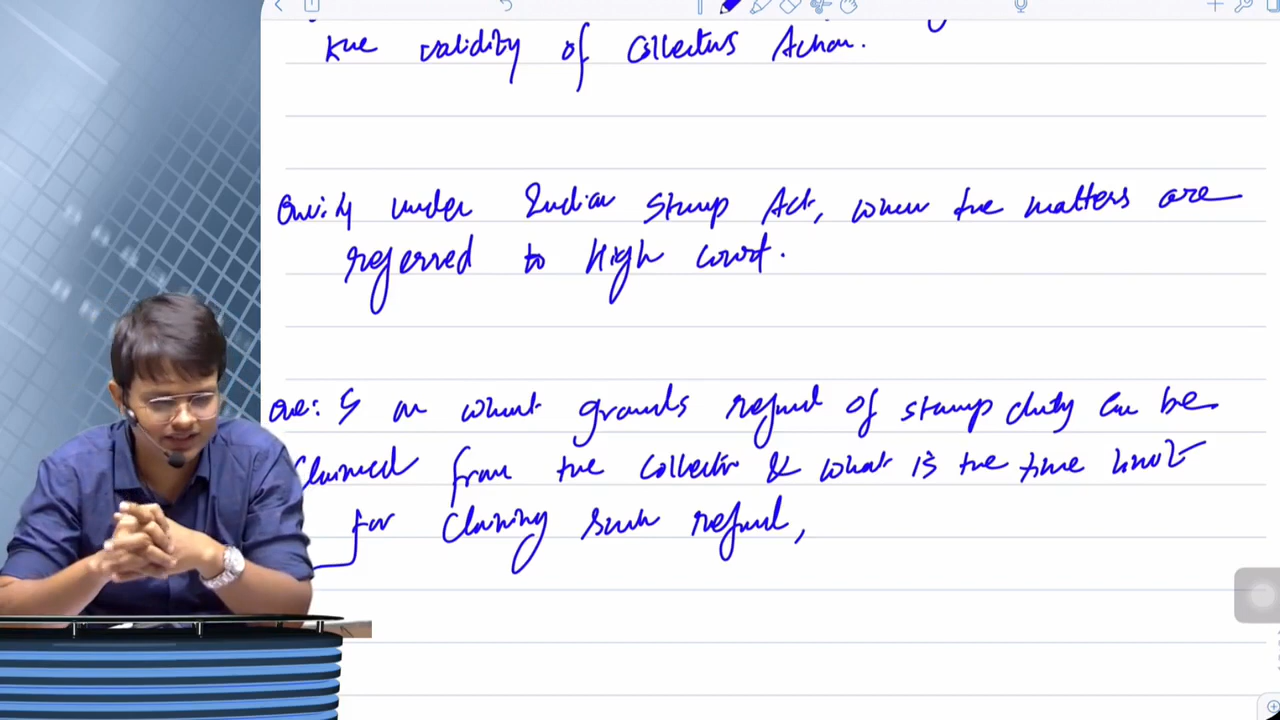 the validity of Collectors Action.
Que: 4 under Indian Stamp Act, when the matters are
referred to High court.
Que: 5 on what grounds refund of stamp duty can be
Claimed from the Collector & what is the time limit
for Claiming such refund,